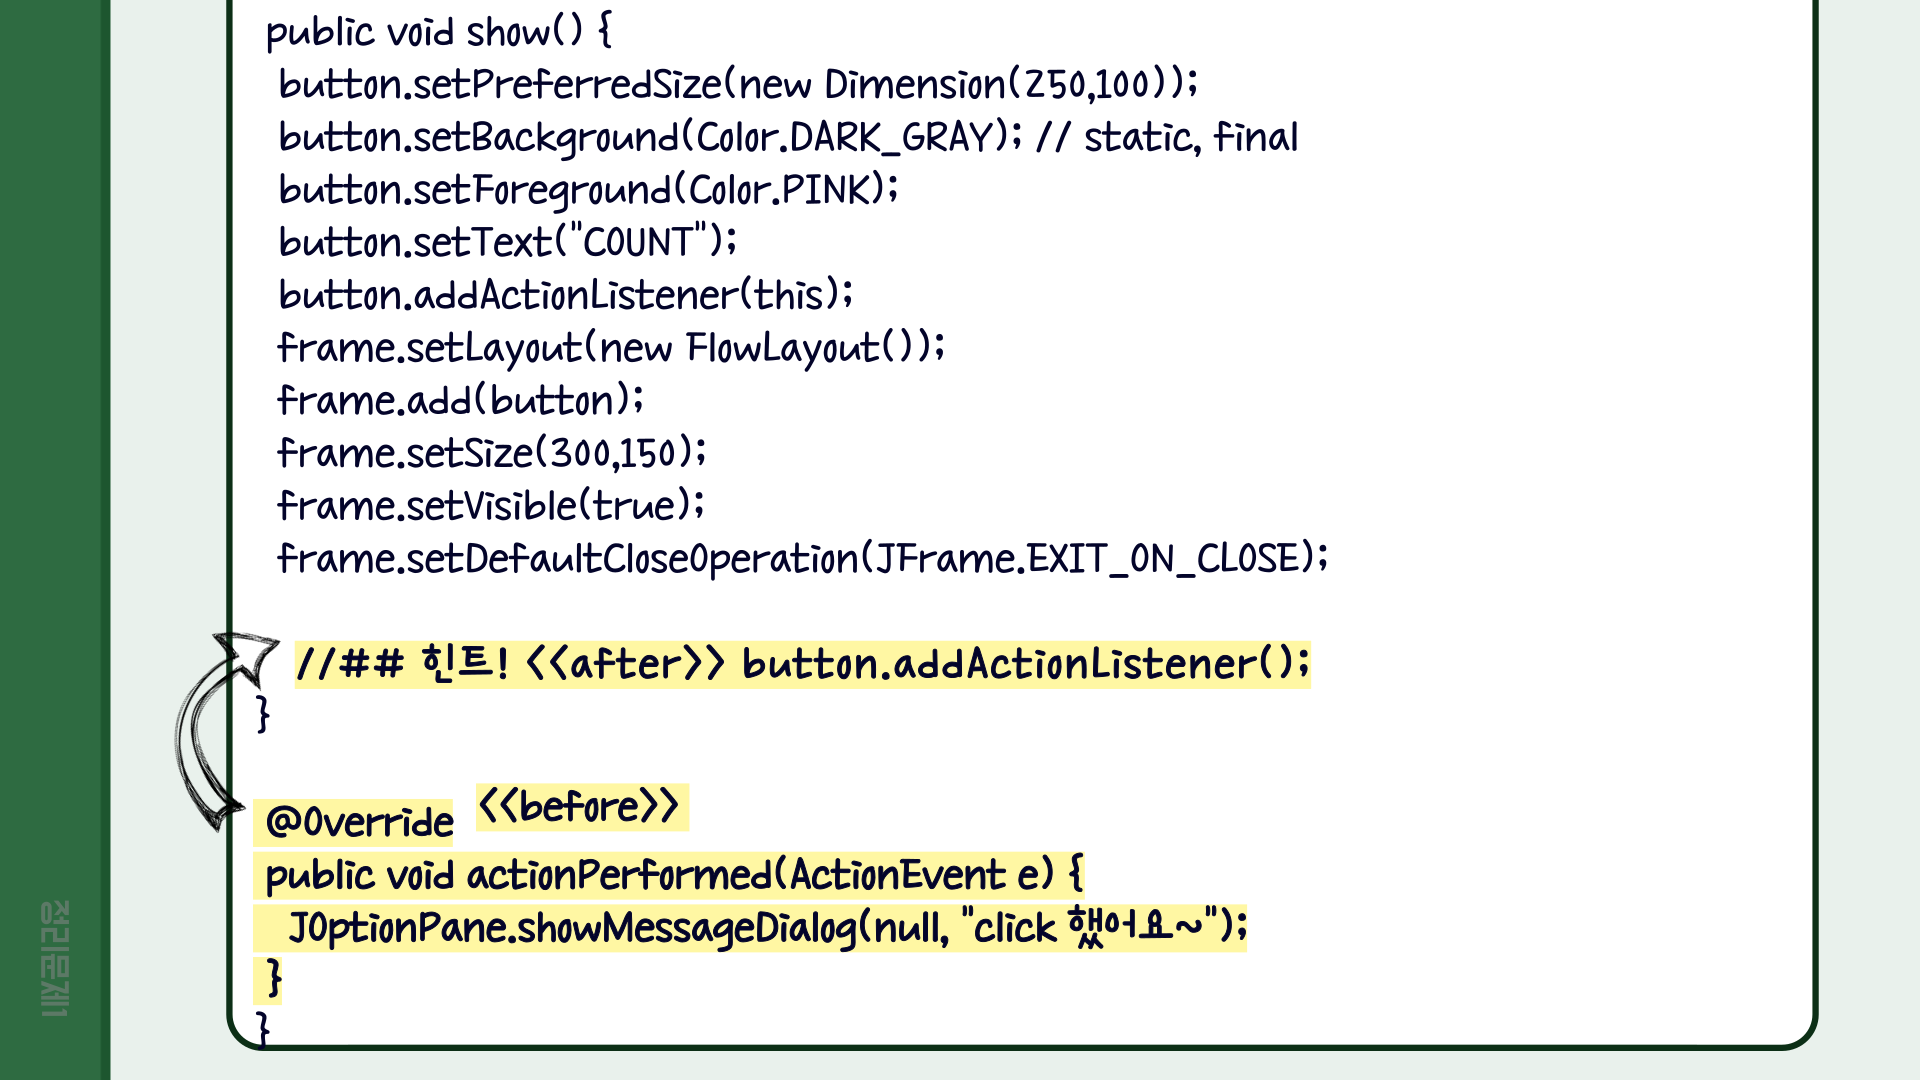 public void show() {
button.setPreferredSize(new Dimension(250,100));
button.setBackground(Color.DARK_GRAY); // static, final
button.setForeground(Color.PINK);
button.setText("COUNT");
button.addActionListener(this);
frame.setLayout(new FlowLayout());
frame.add(button);
frame.setSize(300,150);
frame.setVisible(true);
frame.setDefaultCloseOperation(JFrame.EXIT_ON_CLOSE);
//## 힌트! <<after>> button.addActionListener();
}
@Override <<before>>
public void actionPerformed(ActionEvent e) {
JOptionPane.showMessageDialog(null, "click 했어요~");
}
}
정리문제1